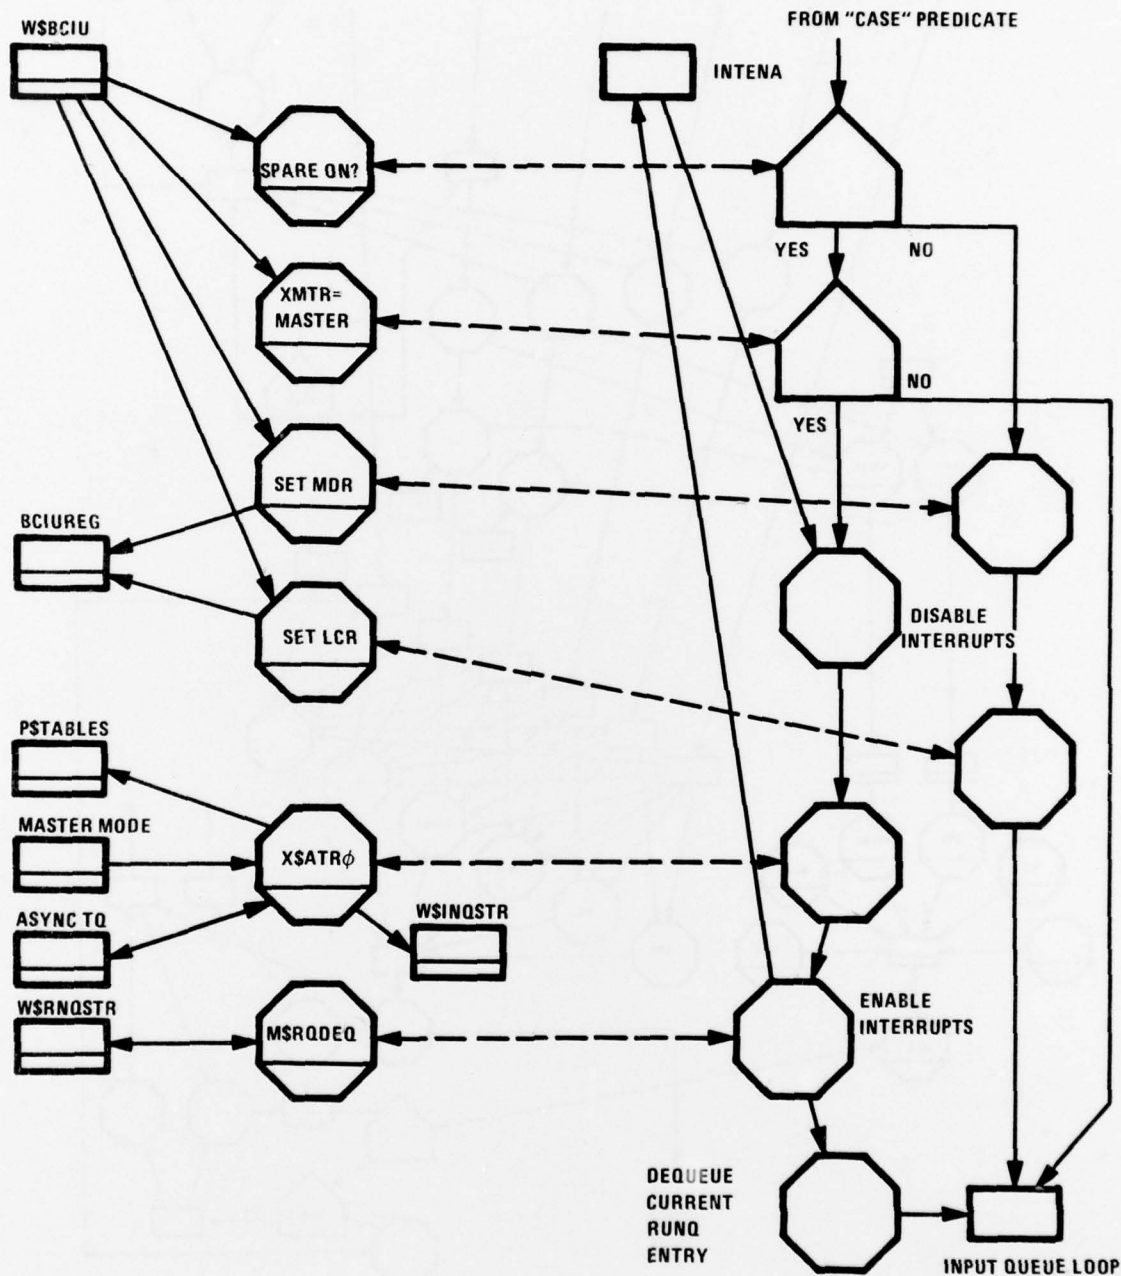 W$BCIU
FROM "CASE" PREDICATE
INTENA
SPARE ON?
YES
NO
XMTR=
MASTER
NO
YES
SET MDR
BCIUREG
SET LCR
DISABLE
INTERRUPTS
P$TABLES
MASTER MODE
X$ATRϕ
ASYNC TQ
W$INQSTR
W$RNQSTR
M$RQDEQ
ENABLE
INTERRUPTS
DEQUEUE
CURRENT
RUNQ
ENTRY
INPUT QUEUE LOOP